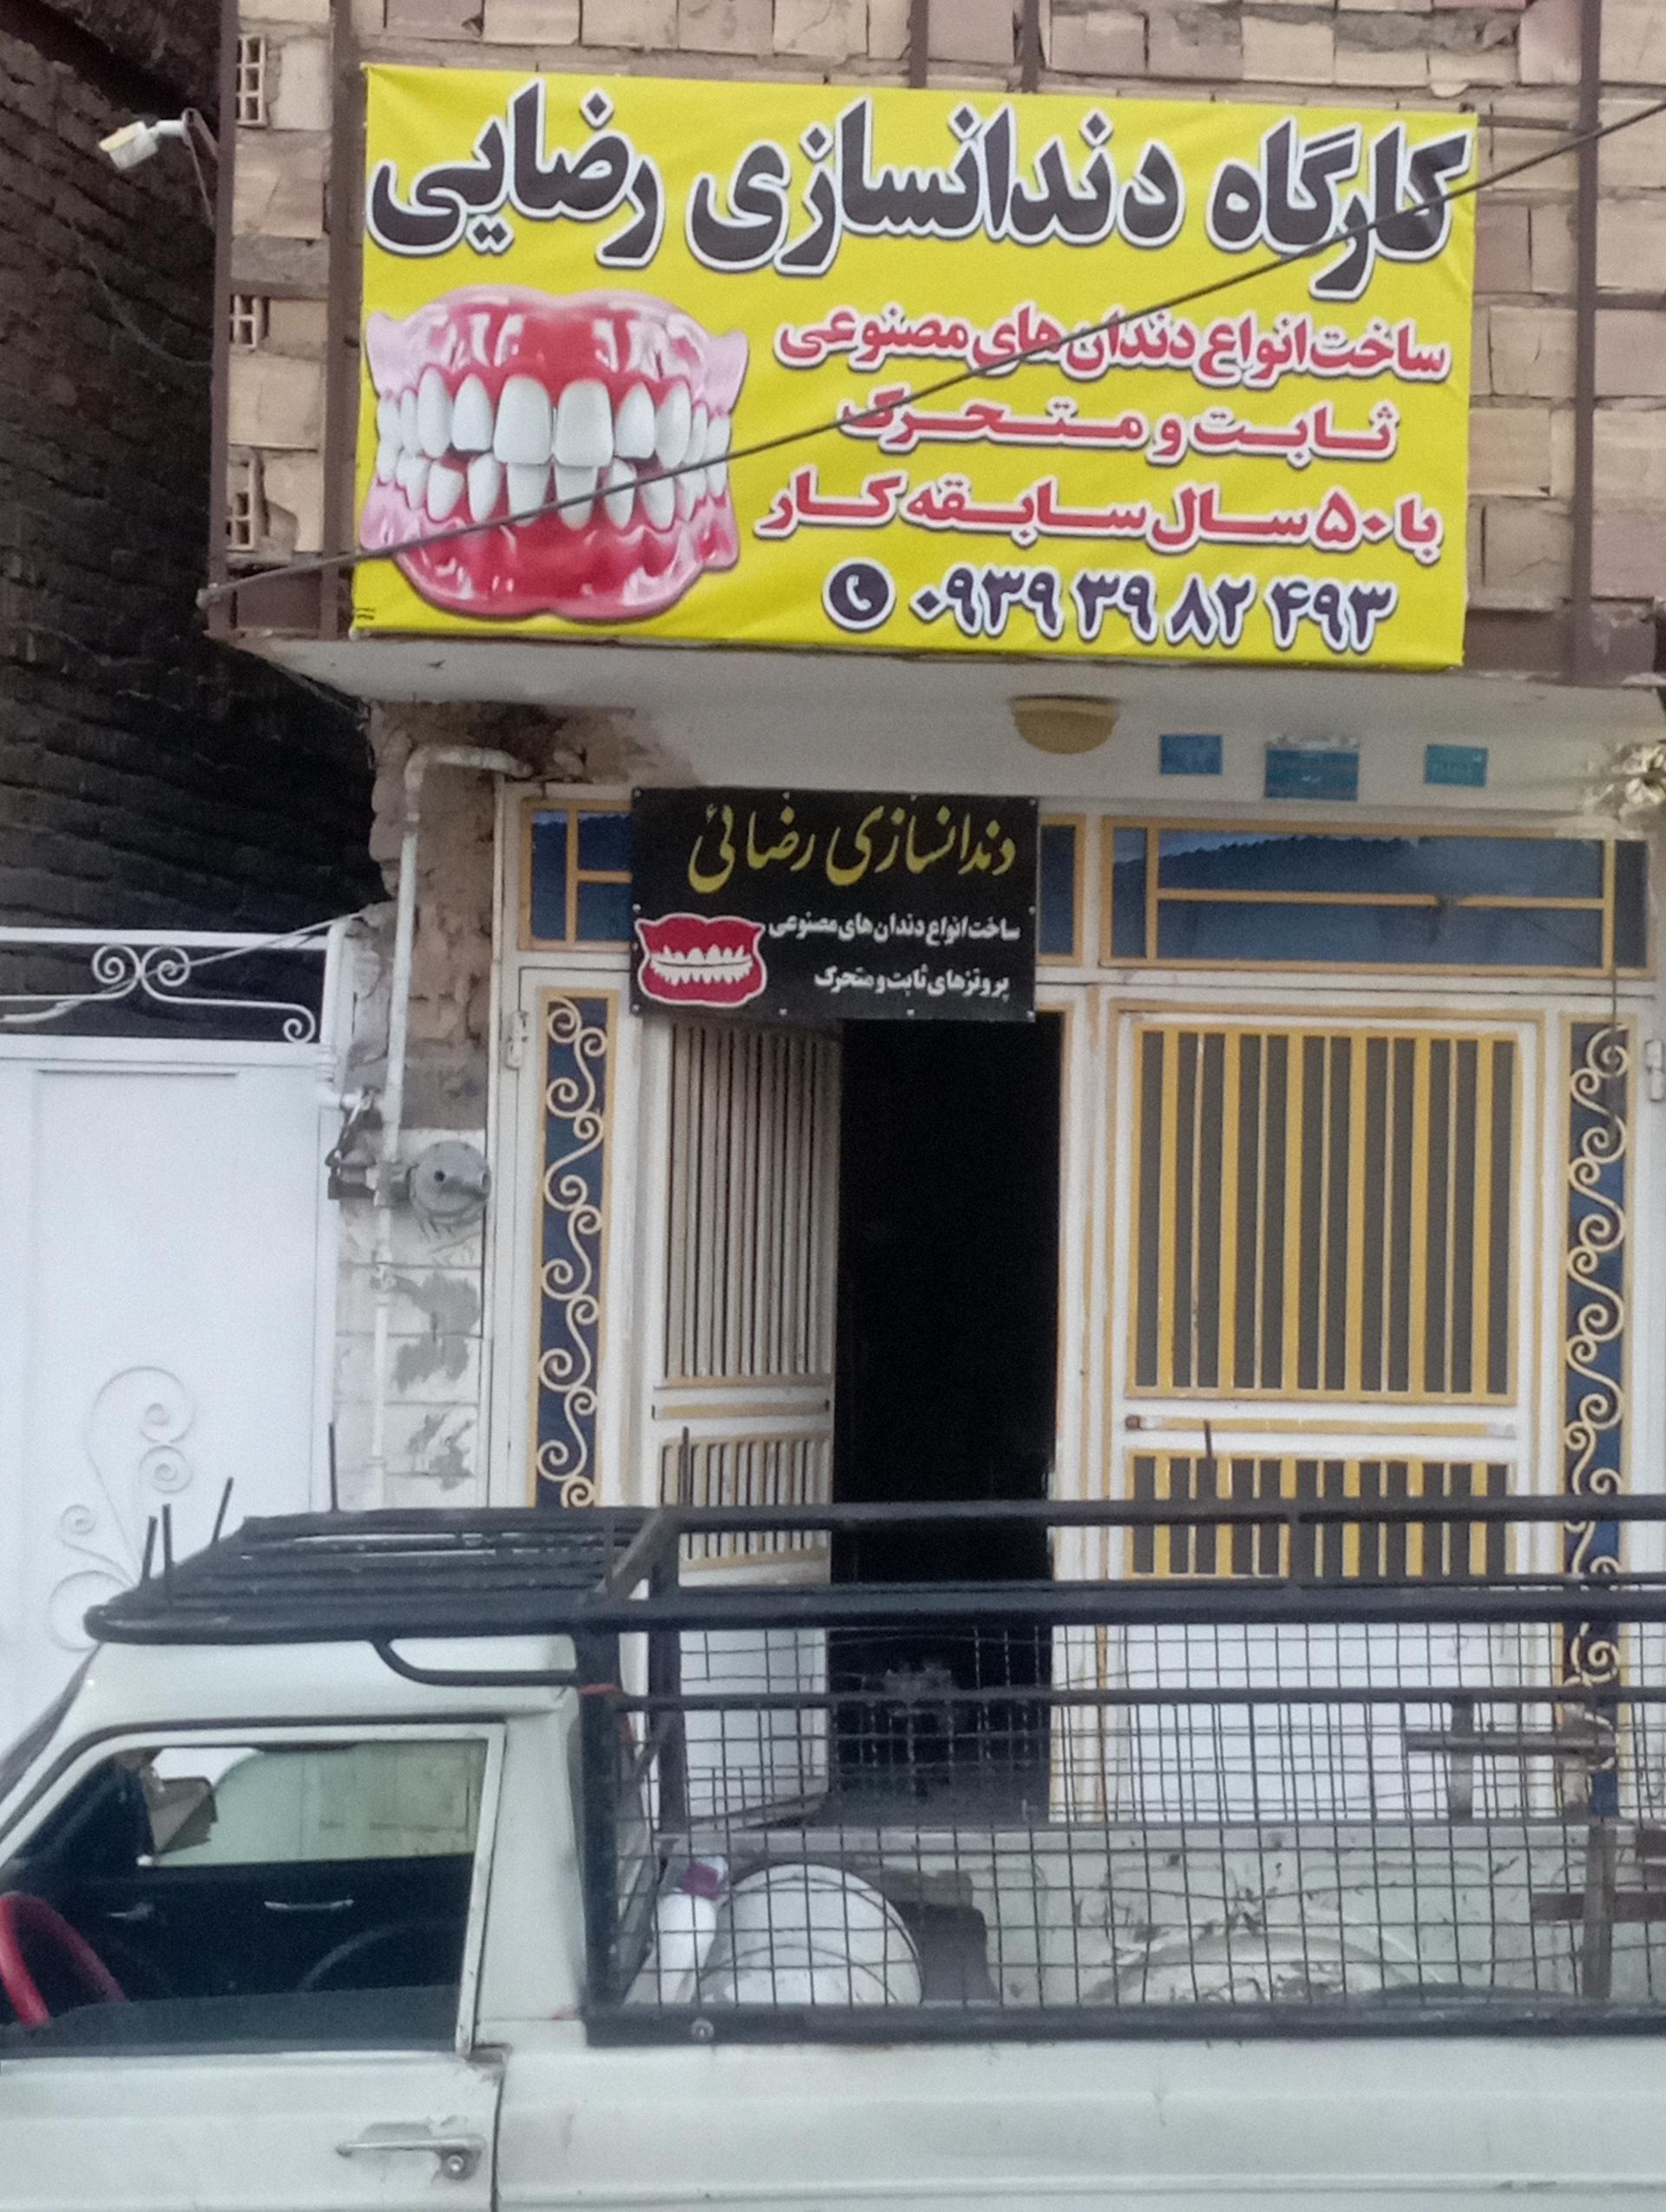 کارگاه دندانسازی رضایی
ساخت انواع دندان های مصنوعی
ثابت و متحرک
با ۵۰ سال سابقه کار
۰۹۳۹ ۳۹ ۸۲ ۴۹۳
دندانسازی رضائی
ساخت انواع دندان های مصنوعی
پروتزهای ثابت و متحرک